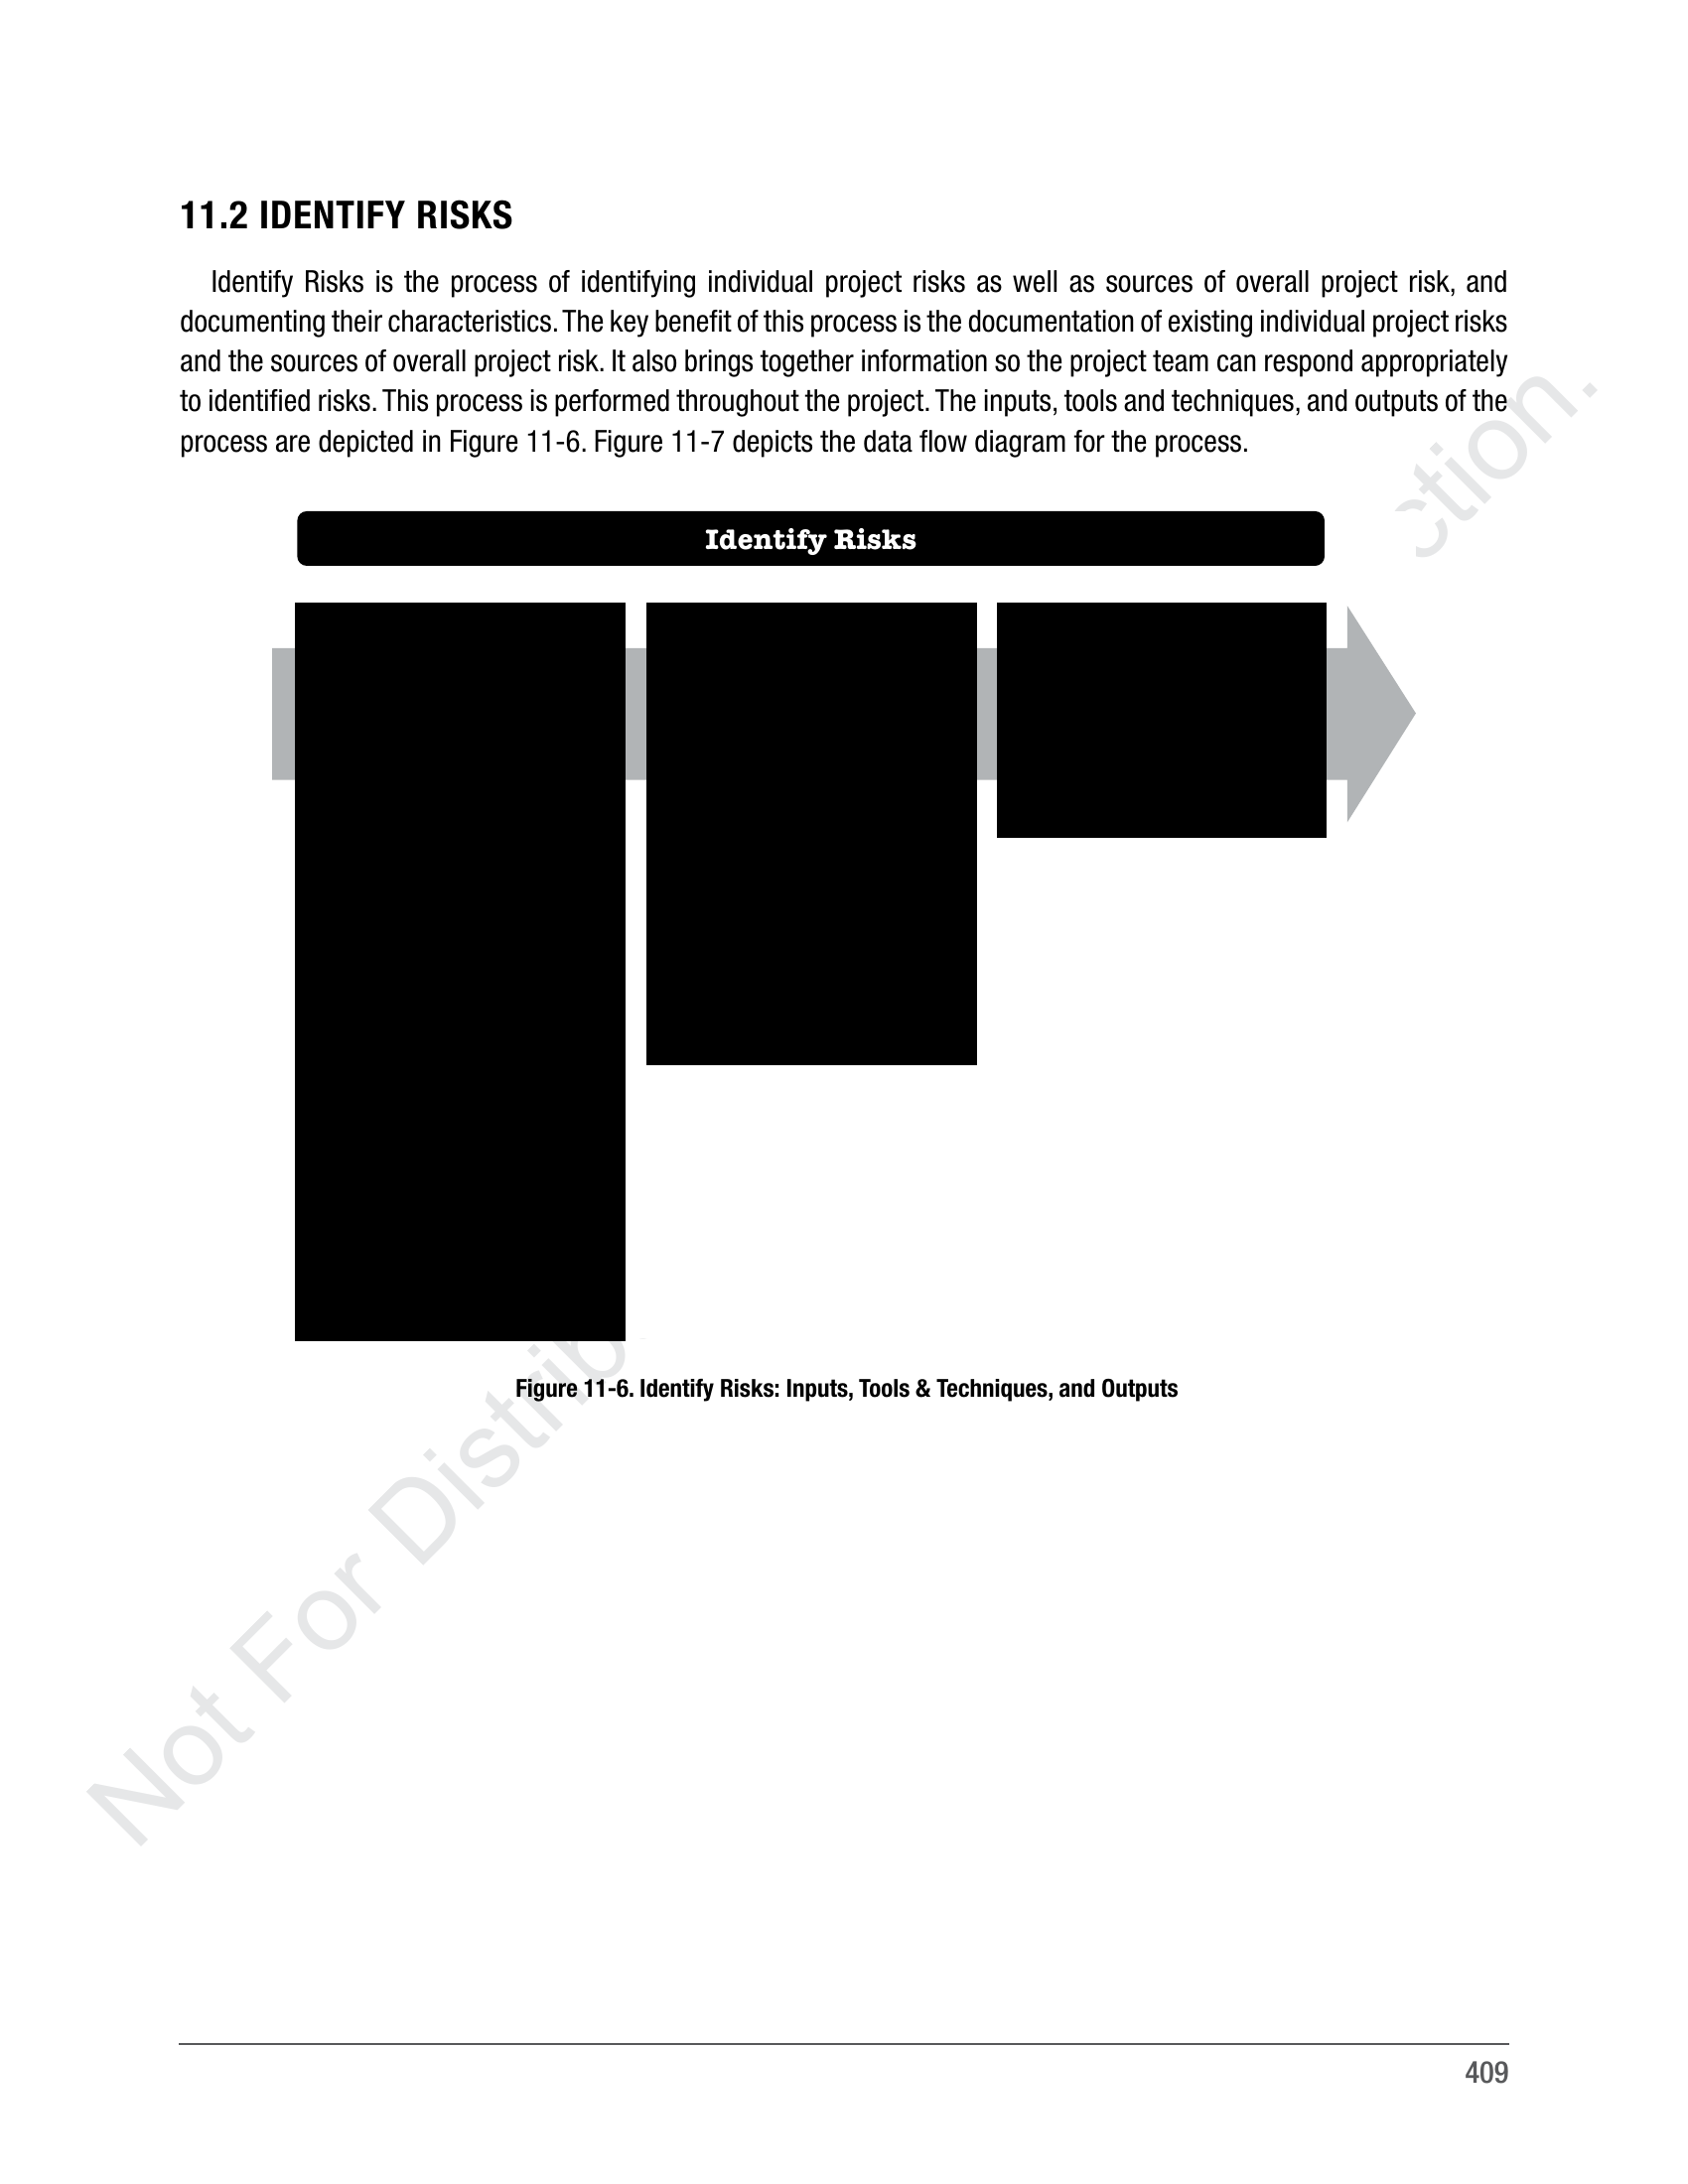 11.2 IDENTIFY RISKS
Identify Risks is the process of identifying individual project risks as well as sources of overall project risk, and
documenting their characteristics. The key benefit of this process is the documentation of existing individual project risks
and the sources of overall project risk. It also brings together information so the project team can respond appropriately
to identified risks. This process is performed throughout the project. The inputs, tools and techniques, and outputs of the
process are depicted in Figure 11-6. Figure 11-7 depicts the data flow diagram for the process.
Identify Risks
Figure 11-6. Identify Risks: Inputs, Tools & Techniques, and Outputs
Not For Distrib
ction.
409